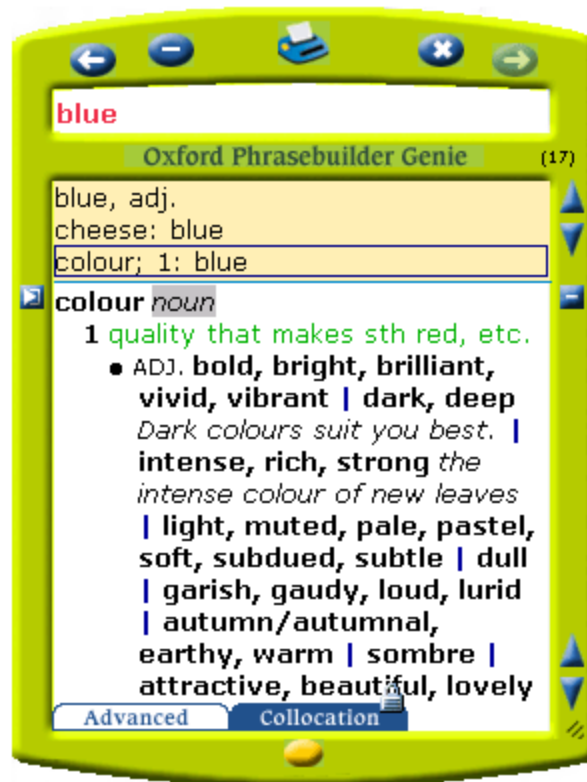 blue
Oxford Phrasebuilder Genie (17)
blue, adj.
cheese: blue
colour; 1: blue
colour noun
1 quality that makes sth red, etc.
● ADJ. bold, bright, brilliant,
vivid, vibrant | dark, deep
Dark colours suit you best. |
intense, rich, strong the
intense colour of new leaves
| light, muted, pale, pastel,
soft, subdued, subtle | dull
| garish, gaudy, loud, lurid
| autumn/autumnal,
earthy, warm | sombre |
attractive, beautiful, lovely
Advanced Collocation